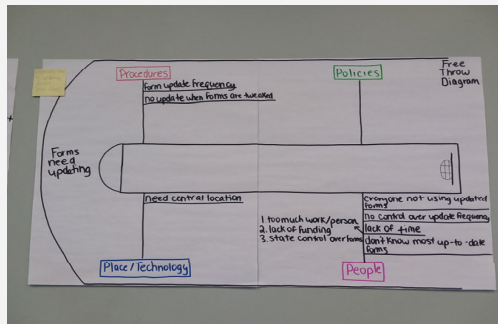 Procedures
form update frequency
no update when forms are tweaked
Policies
Free
Throw
Diagram
Forms
need
updating
need central location
Place/Technology
1 too much work/person
2. lack of funding
3. state control over forms
everyone not using updated
forms
no control over update frequency
lack of time
don't know most up-to-date
forms
People